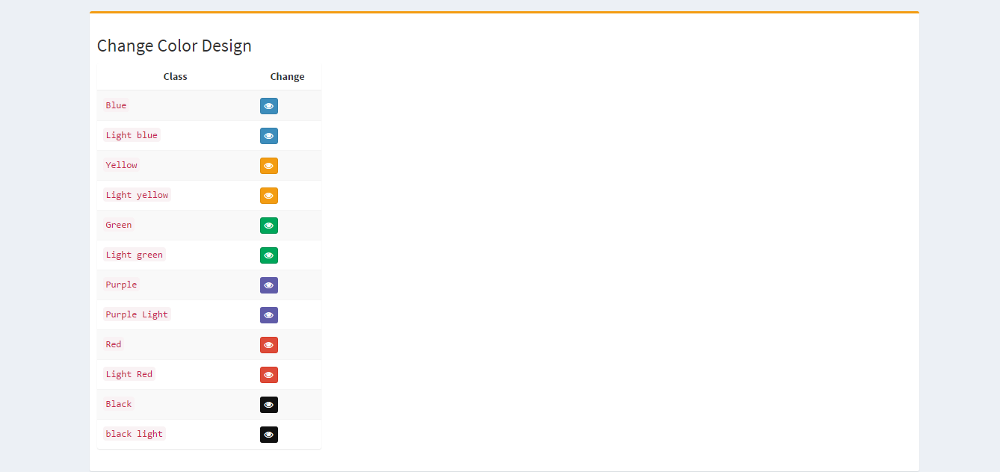 Change Color Design
Class Change
Blue
Light blue
Yellow
Light yellow
Green
Light green
Purple
Purple Light
Red
Light Red
Black
black light